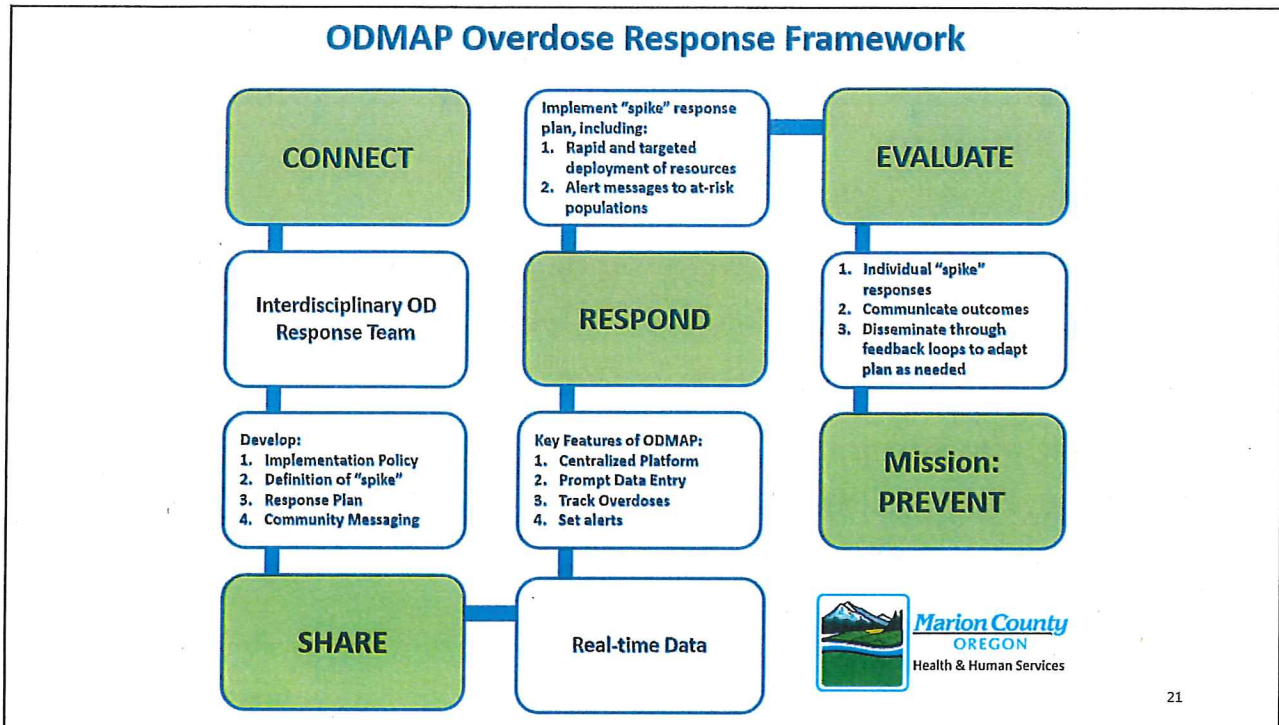 ODMAP Overdose Response Framework
CONNECT
Interdisciplinary OD
Response Team
Develop:
1. Implementation Policy
2. Definition of "spike"
3. Response Plan
4. Community Messaging
SHARE
Real-time Data
Key Features of ODMAP:
1. Centralized Platform
2. Prompt Data Entry
3. Track Overdoses
4. Set alerts
RESPOND
Implement "spike" response
plan, including:
1. Rapid and targeted
deployment of resources
2. Alert messages to at-risk
populations
EVALUATE
1. Individual "spike"
responses
2. Communicate outcomes
3. Disseminate through
feedback loops to adapt
plan as needed
Mission:
PREVENT
Marion County
OREGON
Health & Human Services
21